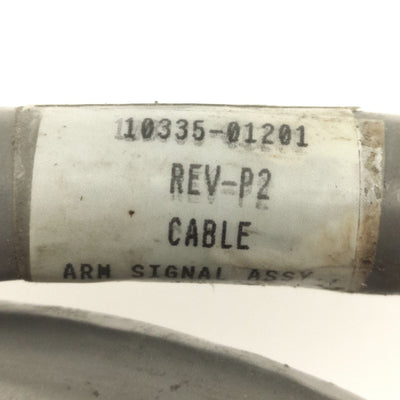 10335-01201
REV-P2
CABLE
ARM SIGNAL ASSY.